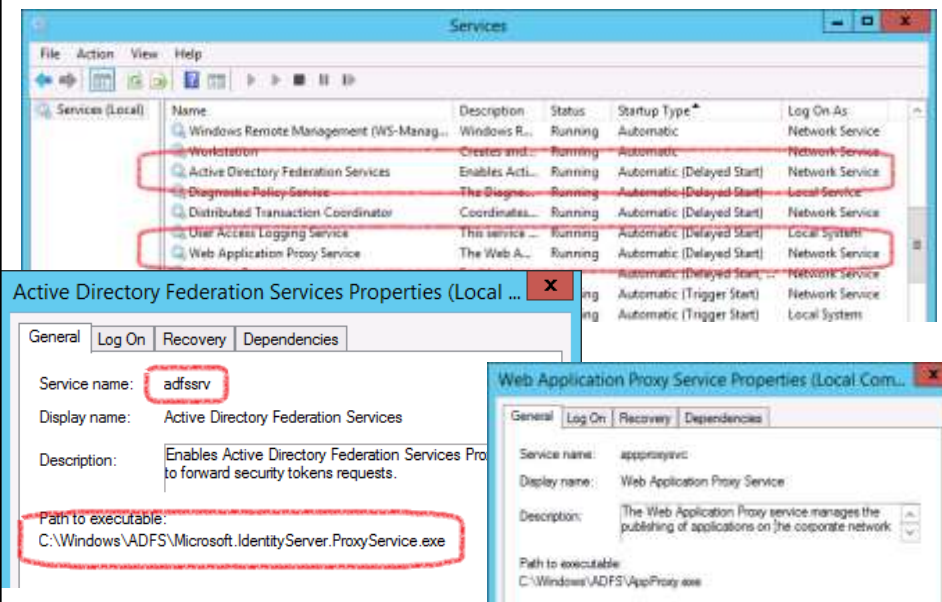 Services
File Action View Help
Services (Local)
Name Description Status Startup Type Log On As
Windows Remote Management (WS-Manag... Windows R... Running Automatic Network Service
Workstation Creates and... Running Automatic Network Service
Active Directory Federation Services Enables Acti... Running Automatic (Delayed Start) Network Service
Diagnostic Policy Service The Diagno... Running Automatic (Delayed Start) Local Service
Distributed Transaction Coordinator Coordinates... Running Automatic (Delayed Start) Network Service
User Access Logging Service This service ... Running Automatic (Delayed Start) Local System
Web Application Proxy Service The Web A... Running Automatic (Delayed Start) Network Service
Automatic (Delayed Start, ... Network Service
ng Automatic (Trigger Start) Network Service
ng Automatic (Trigger Start) Local System
Active Directory Federation Services Properties (Local ...
General Log On Recovery Dependencies
Service name: adfssrv
Display name: Active Directory Federation Services
Description: Enables Active Directory Federation Services Pro
to forward security tokens requests.
Path to executable:
C:\Windows\ADFS\Microsoft.IdentityServer.ProxyService.exe
Web Application Proxy Service Properties (Local Com...
General Log On Recovery Dependencies
Service name: appproxysvc
Display name: Web Application Proxy Service
Description: The Web Application Proxy service manages the
publishing of applications on the corporate network
Path to executable:
C:\Windows\ADFS\AppProxy.exe